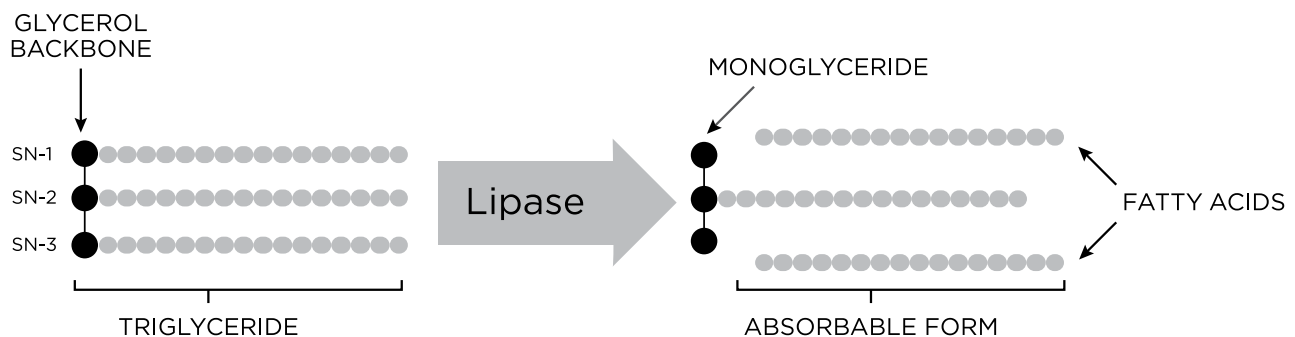 GLYCEROL
BACKBONE
SN-1
SN-2
SN-3
TRIGLYCERIDE
Lipase
MONOGLYCERIDE
FATTY ACIDS
ABSORBABLE FORM